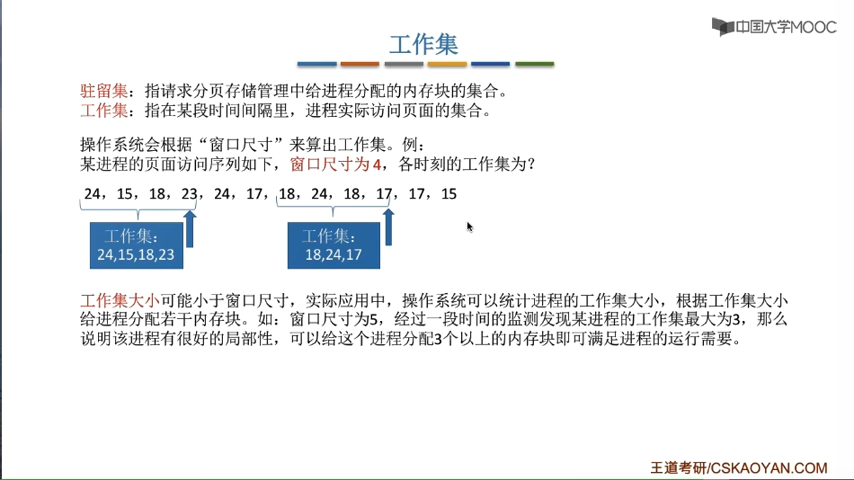 中国大学MOOC
工作集
驻留集：指请求分页存储管理中给进程分配的内存块的集合。
工作集：指在某段时间间隔里，进程实际访问页面的集合。
操作系统会根据“窗口尺寸”来算出工作集。例：
某进程的页面访问序列如下，窗口尺寸为 4，各时刻的工作集为？
24，15，18，23，24，17，18，24，18，17，17，15
工作集：
24,15,18,23
工作集：
18,24,17
工作集大小可能小于窗口尺寸，实际应用中，操作系统可以统计进程的工作集大小，根据工作集大小
给进程分配若干内存块。如：窗口尺寸为5，经过一段时间的监测发现某进程的工作集最大为3，那么
说明该进程有很好的局部性，可以给这个进程分配3个以上的内存块即可满足进程的运行需要。
王道考研/CSKAOYAN.COM